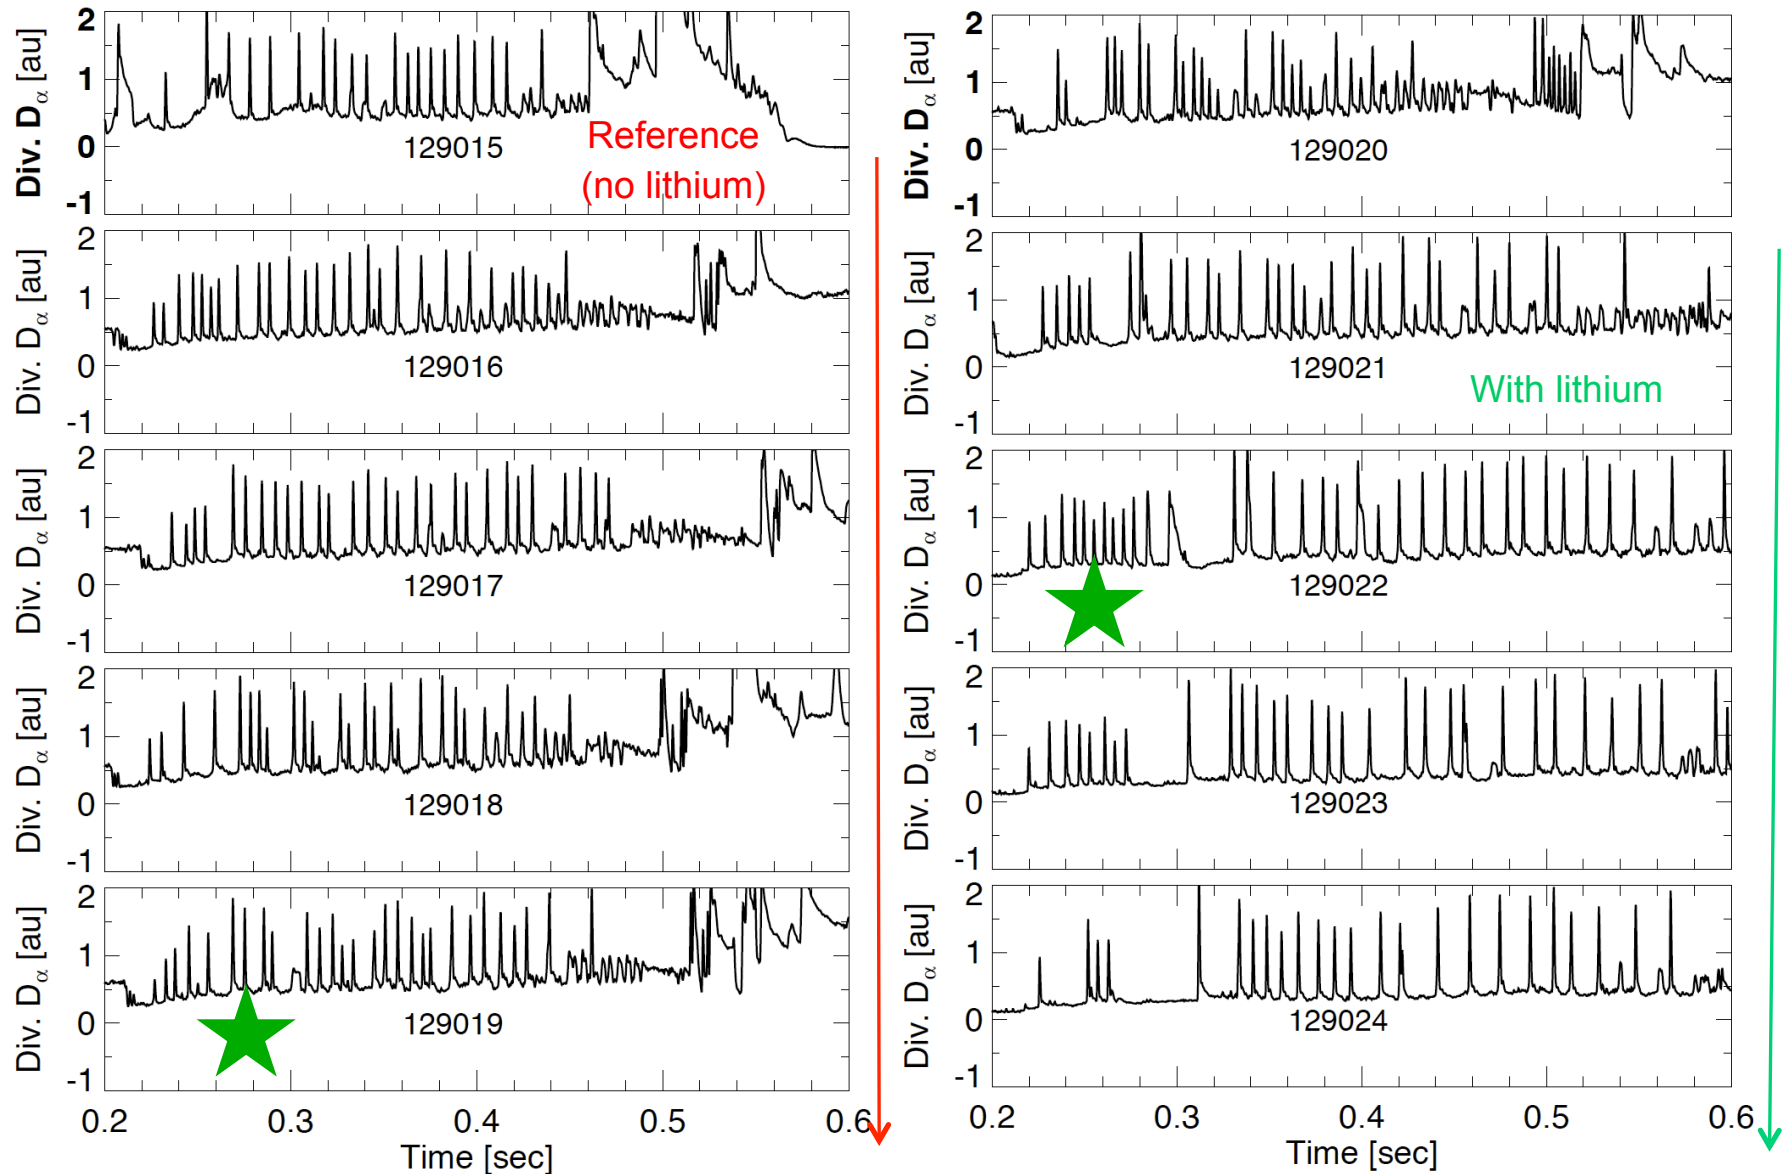 Div. Dα [au]
2
1
0
-1
129015
Reference
(no lithium)
Div. Dα [au]
2
1
0
-1
129016
Div. Dα [au]
2
1
0
-1
129017
Div. Dα [au]
2
1
0
-1
129018
Div. Dα [au]
2
1
0
-1
129019
0.2 0.3 0.4 0.5 0.6
Time [sec]
Div. Dα [au]
2
1
0
-1
129020
Div. Dα [au]
2
1
0
-1
129021
With lithium
Div. Dα [au]
2
1
0
-1
129022
Div. Dα [au]
2
1
0
-1
129023
Div. Dα [au]
2
1
0
-1
129024
0.2 0.3 0.4 0.5 0.6
Time [sec]